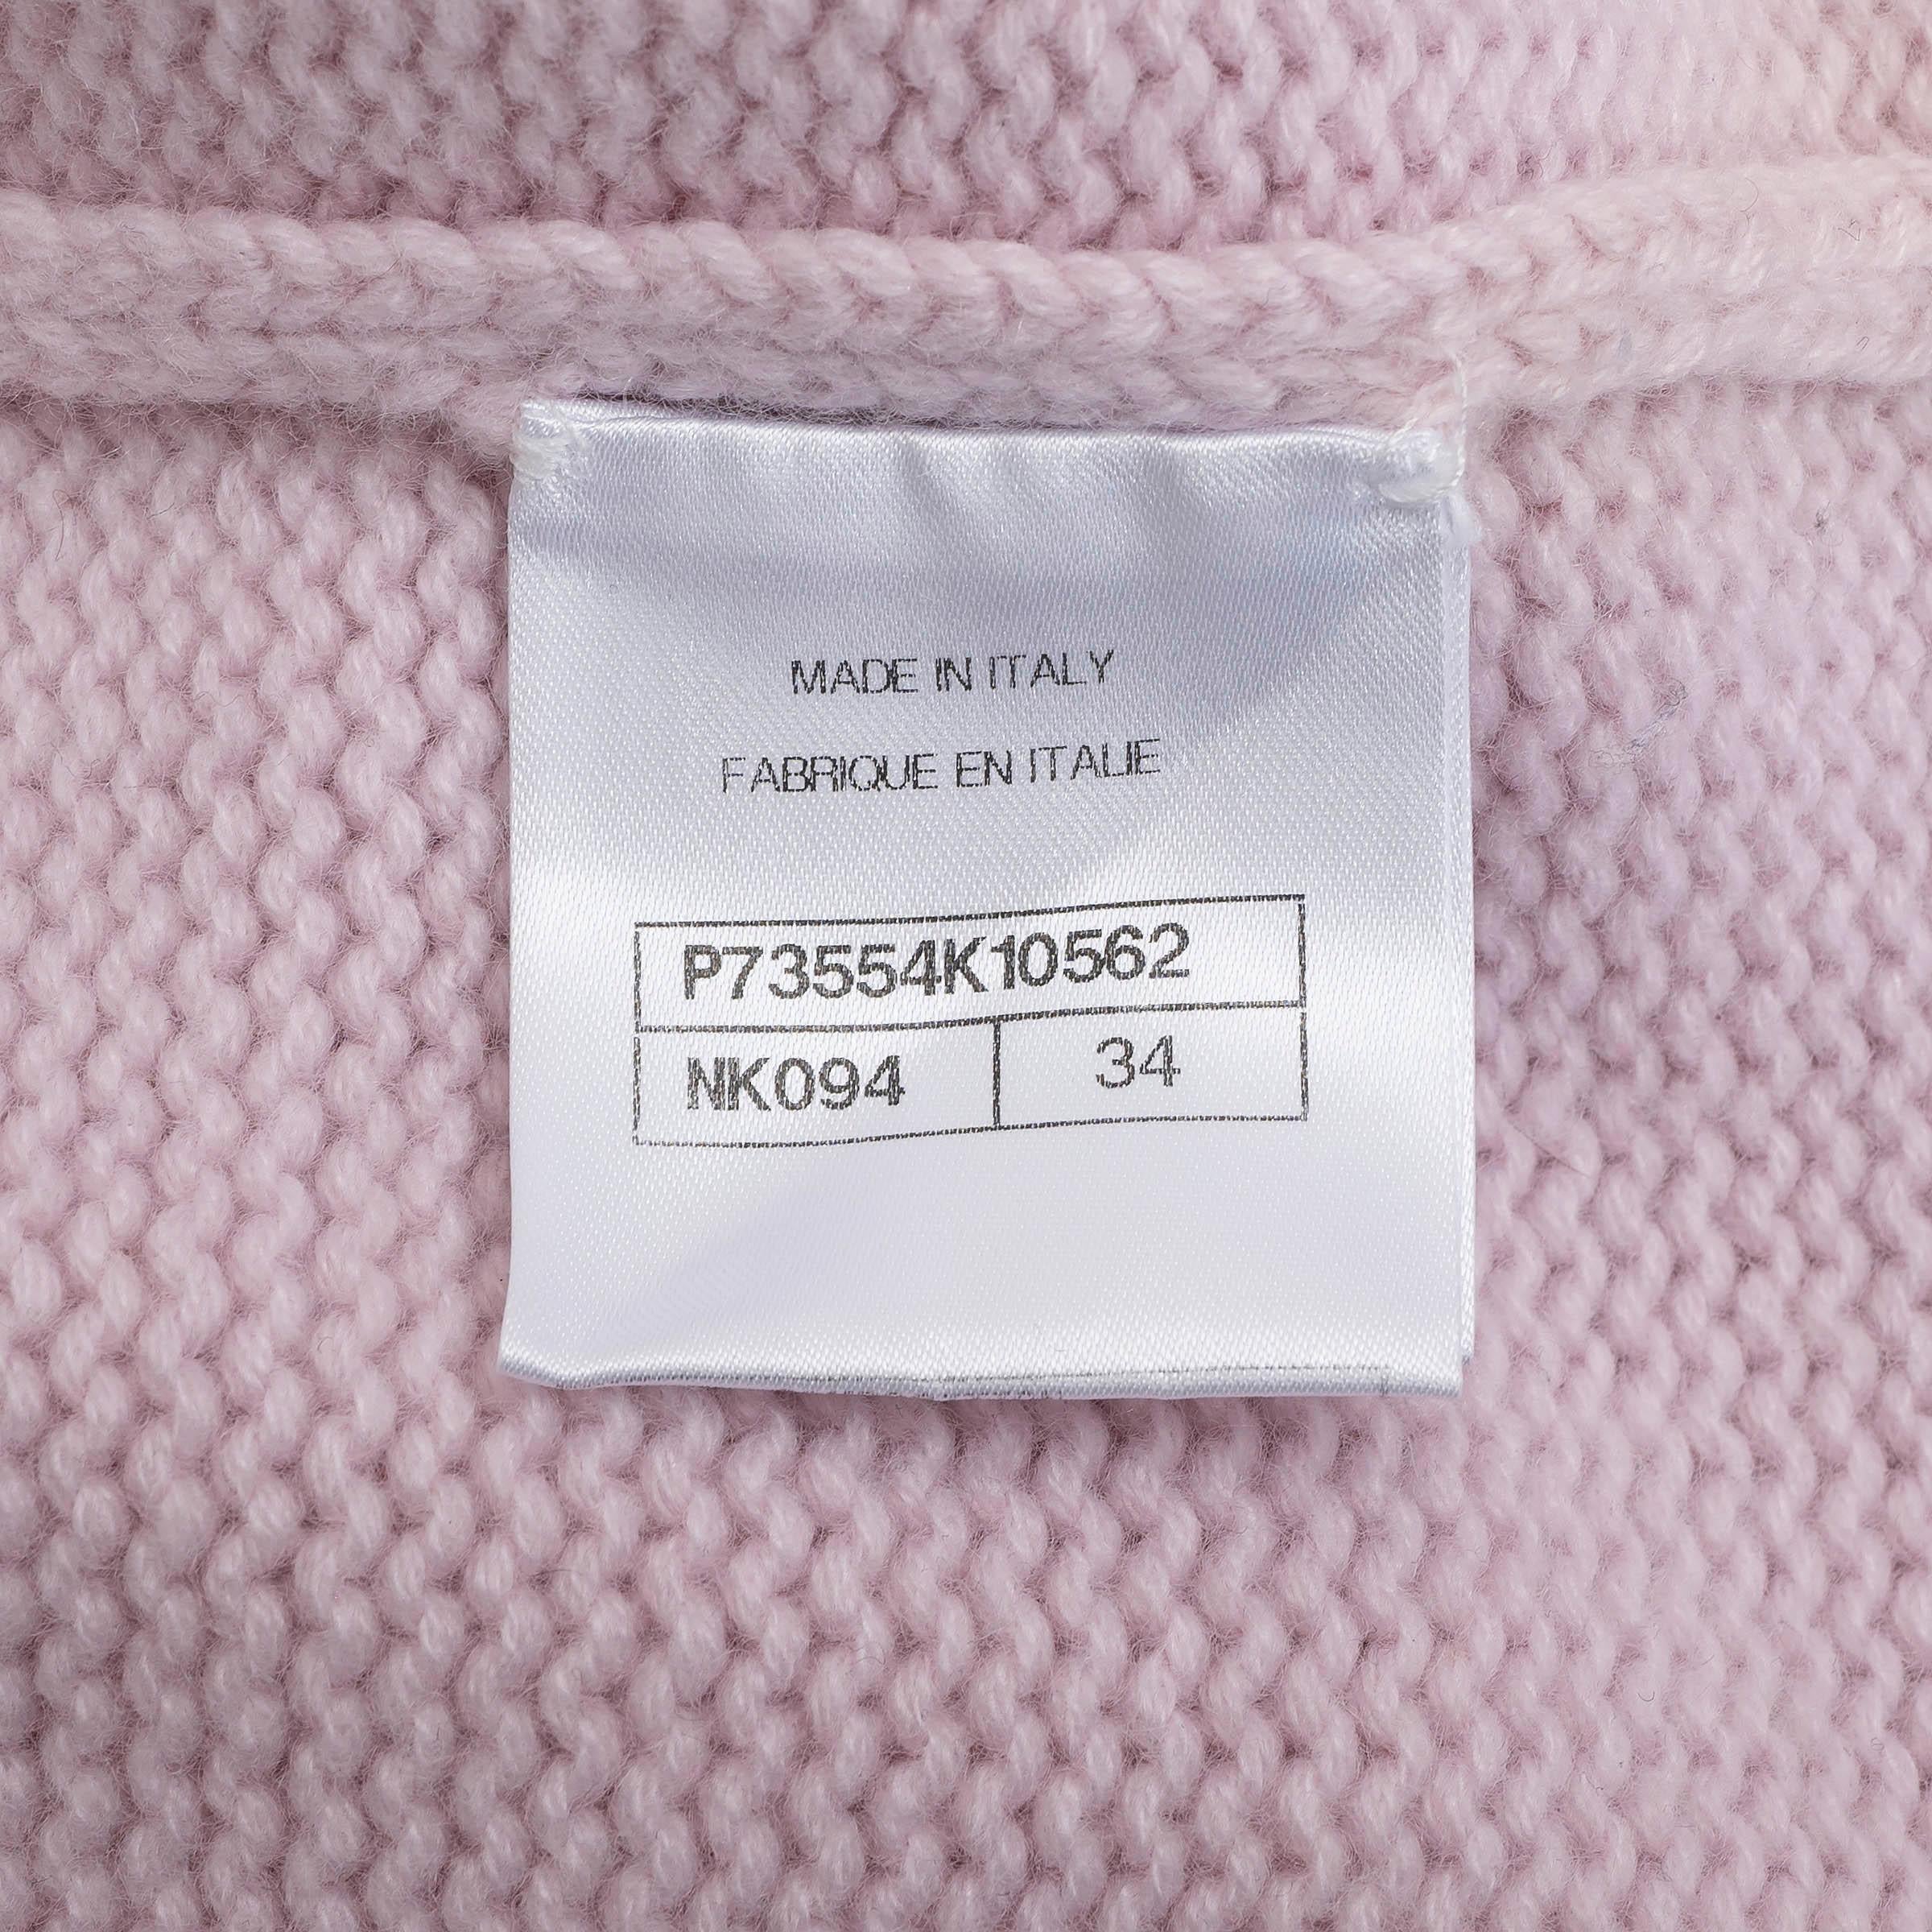 MADE IN ITALY
FABRIQUE EN ITALIE
P73554K10562
NK094 34